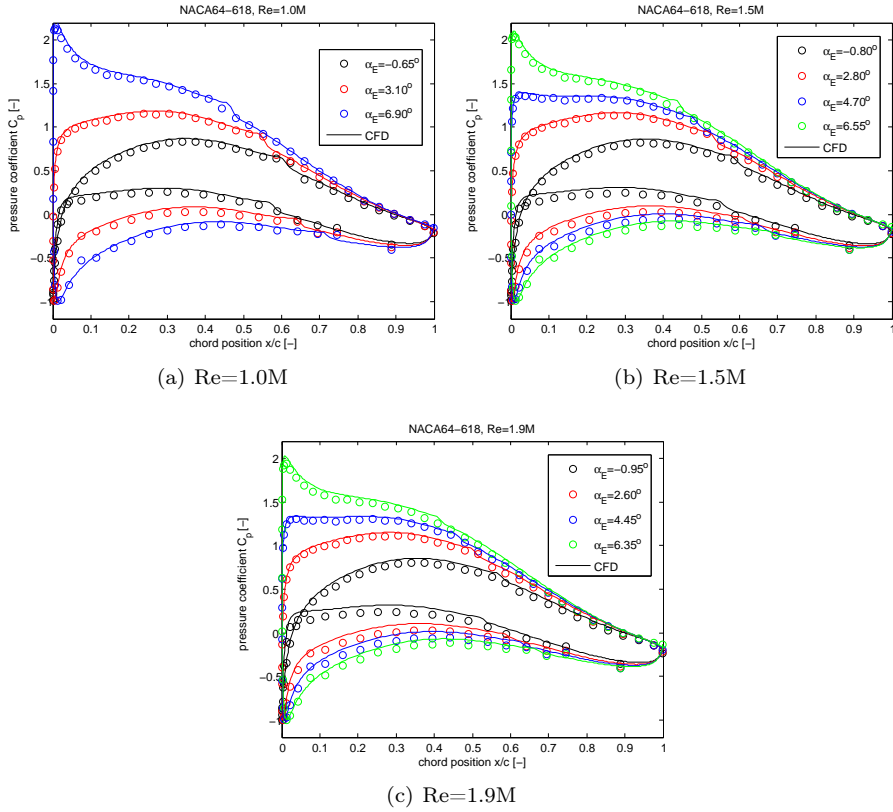 NACA64−618, Re=1.0M
pressure coefficient C_p [−]
2
1.5
1
0.5
0
−0.5
−1
0 0.1 0.2 0.3 0.4 0.5 0.6 0.7 0.8 0.9 1
chord position x/c [−]
α_E=−0.65°
α_E=3.10°
α_E=6.90°
CFD
(a) Re=1.0M
NACA64−618, Re=1.5M
pressure coefficient C_p [−]
2
1.5
1
0.5
0
−0.5
−1
0 0.1 0.2 0.3 0.4 0.5 0.6 0.7 0.8 0.9 1
chord position x/c [−]
α_E=−0.80°
α_E=2.80°
α_E=4.70°
α_E=6.55°
CFD
(b) Re=1.5M
NACA64−618, Re=1.9M
pressure coefficient C_p [−]
2
1.5
1
0.5
0
−0.5
−1
0 0.1 0.2 0.3 0.4 0.5 0.6 0.7 0.8 0.9 1
chord position x/c [−]
α_E=−0.95°
α_E=2.60°
α_E=4.45°
α_E=6.35°
CFD
(c) Re=1.9M